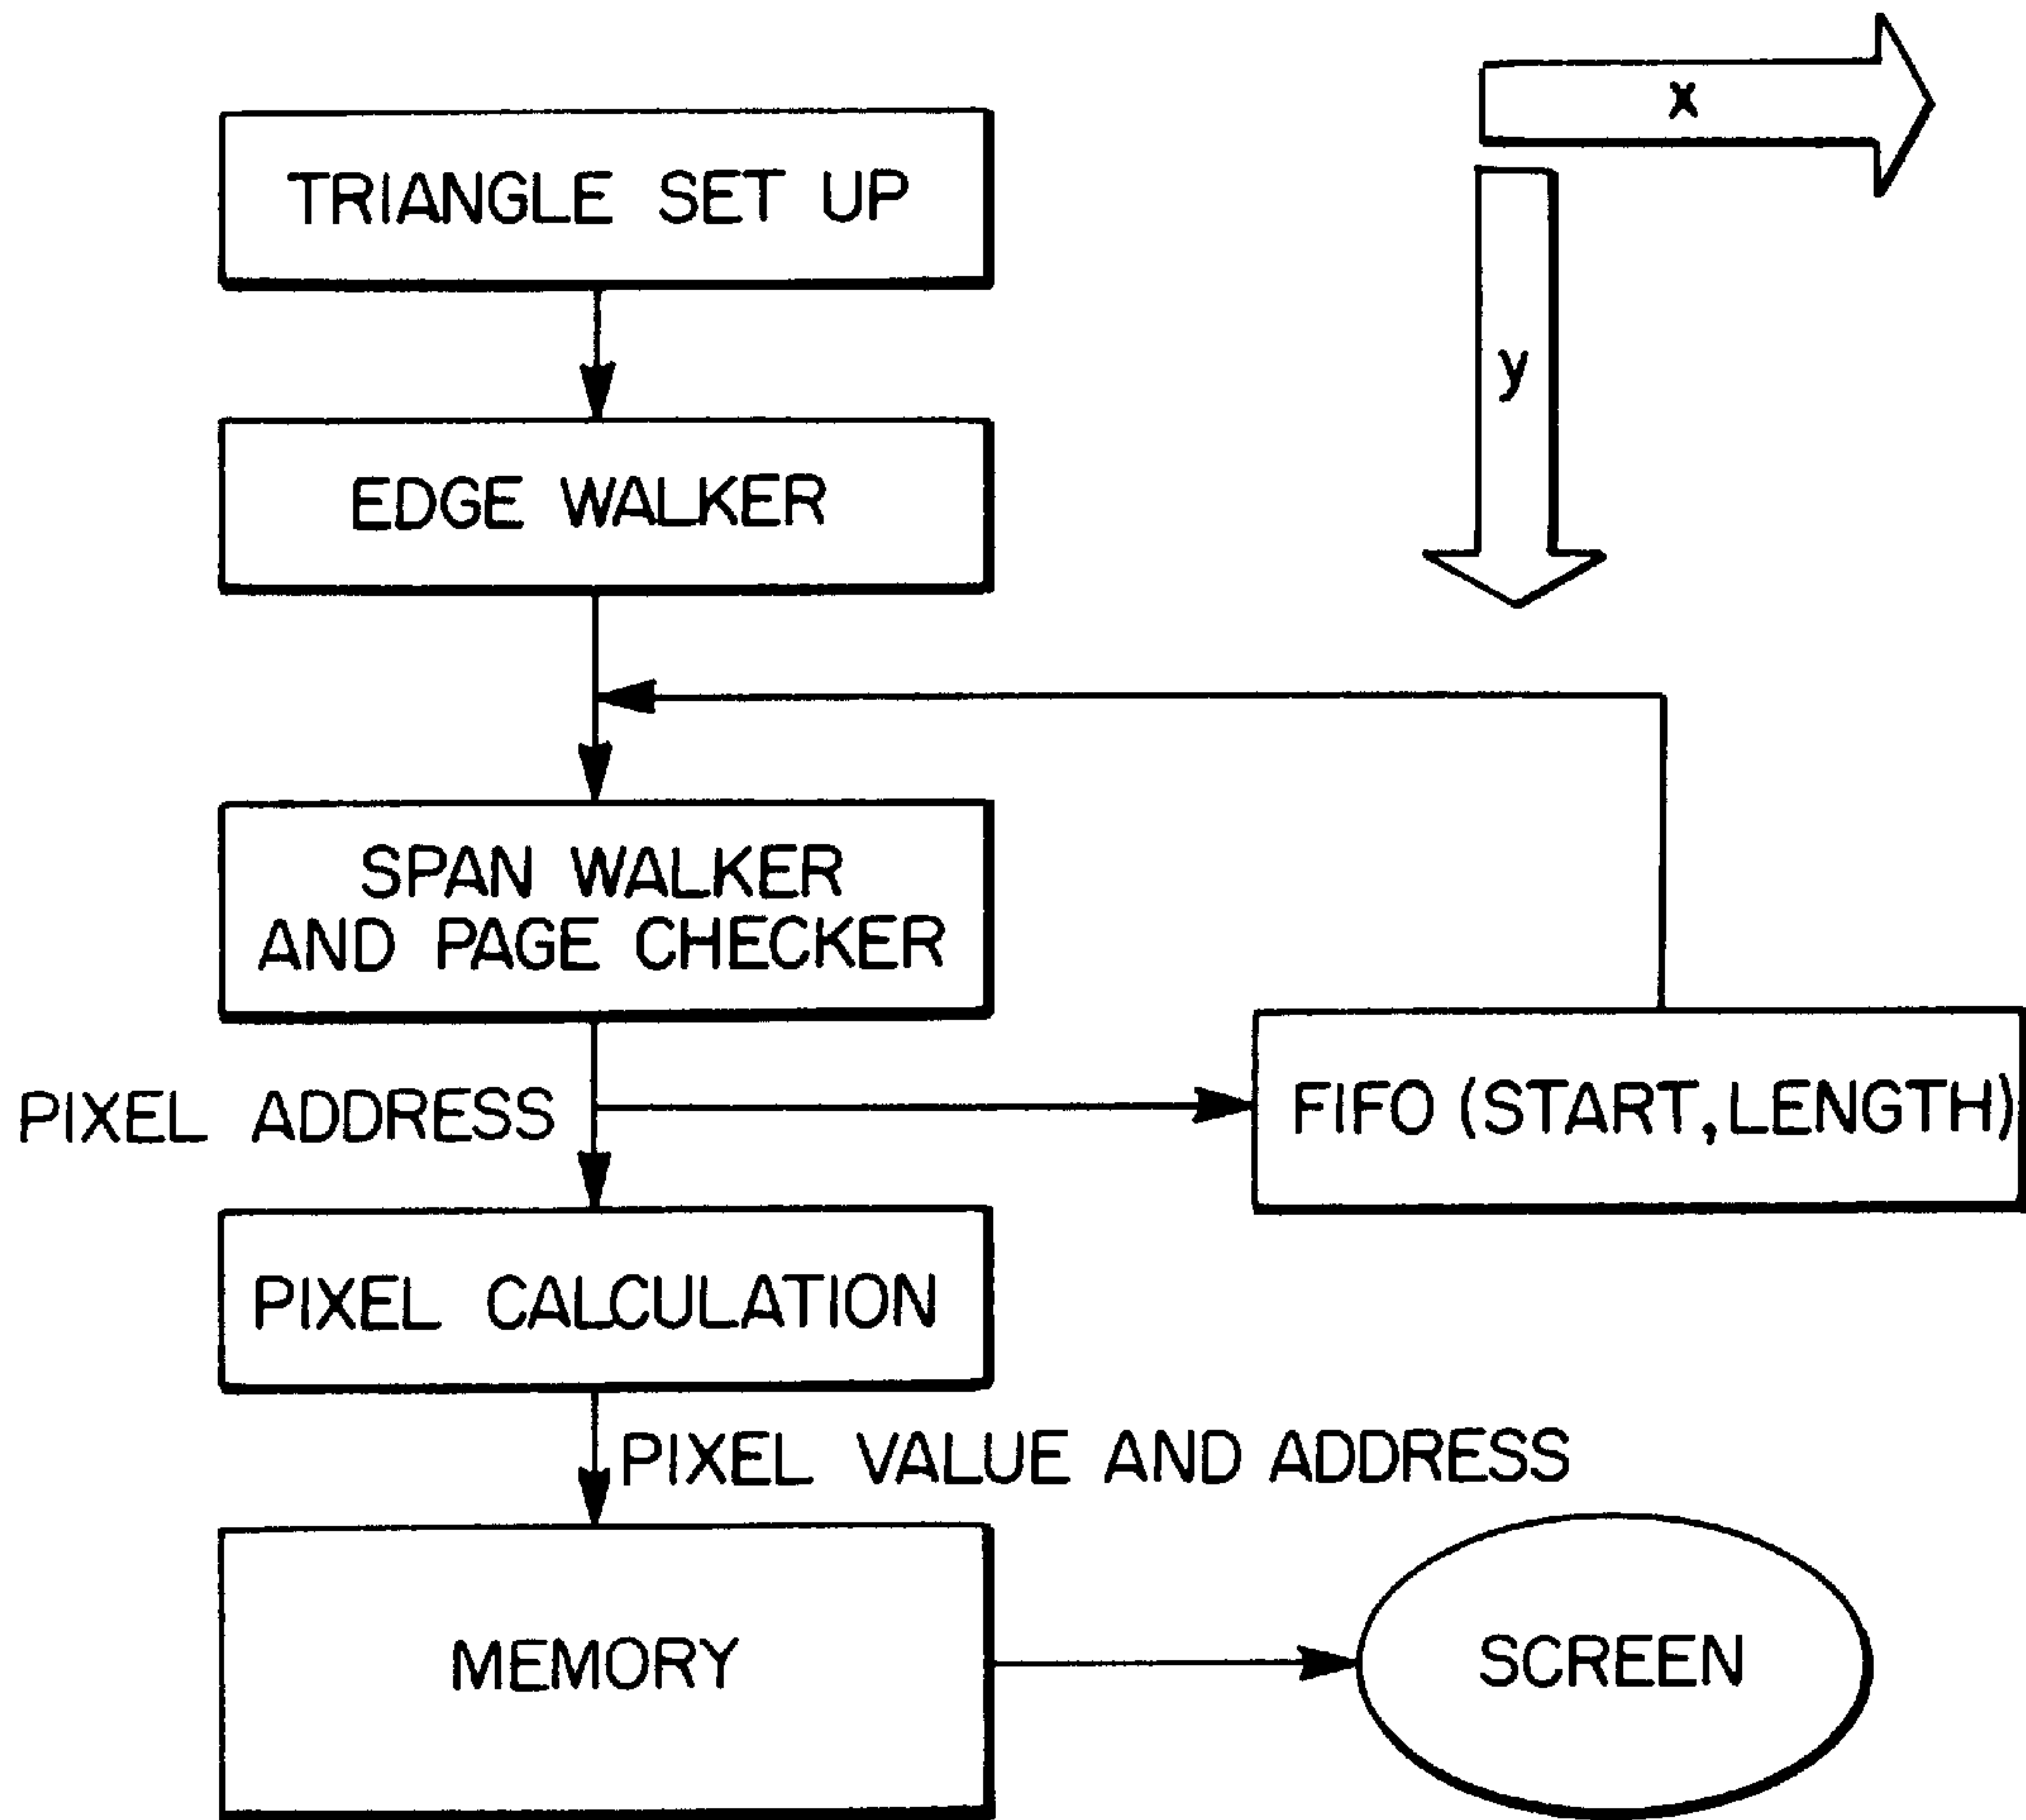 TRIANGLE SET UP
x
y
EDGE WALKER
SPAN WALKER
AND PAGE CHECKER
PIXEL ADDRESS
FIFO (START, LENGTH)
PIXEL CALCULATION
PIXEL VALUE AND ADDRESS
MEMORY
SCREEN